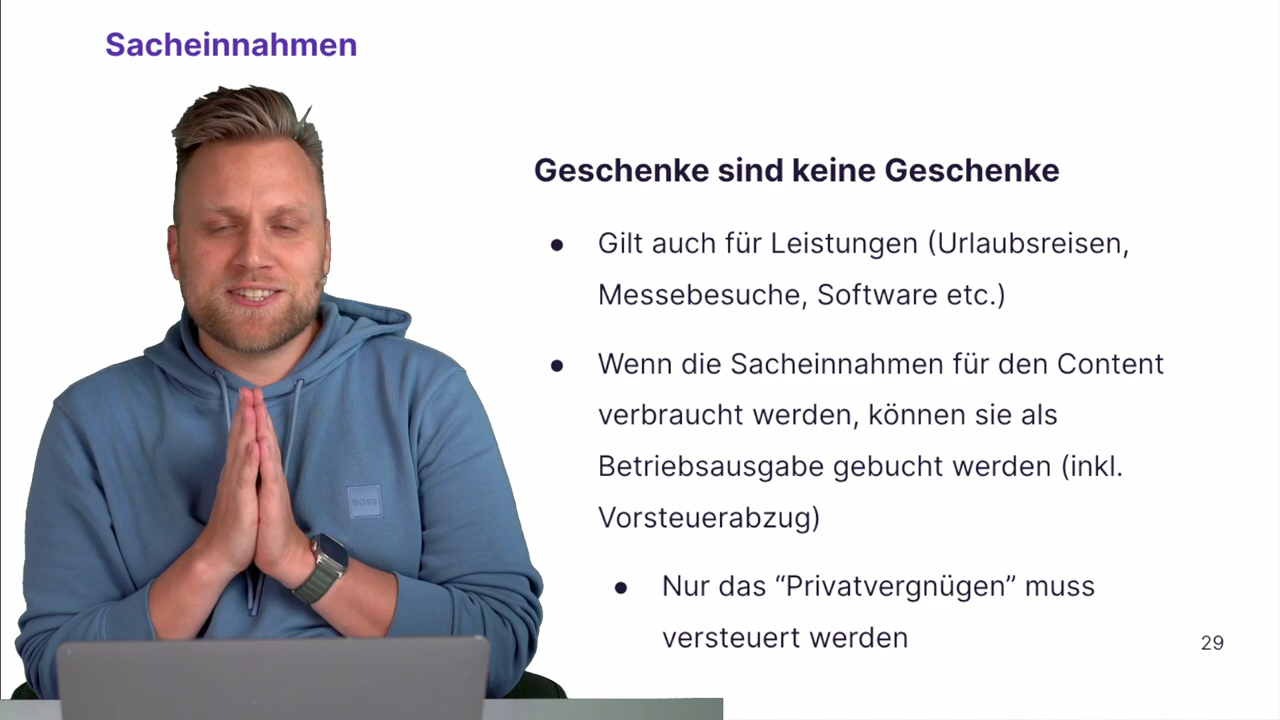 Sacheinnahmen
Geschenke sind keine Geschenke
● Gilt auch für Leistungen (Urlaubsreisen,
Messebesuche, Software etc.)
● Wenn die Sacheinnahmen für den Content
verbraucht werden, können sie als
Betriebsausgabe gebucht werden (inkl.
Vorsteuerabzug)
● Nur das “Privatvergnügen” muss
versteuert werden
BOSS
29